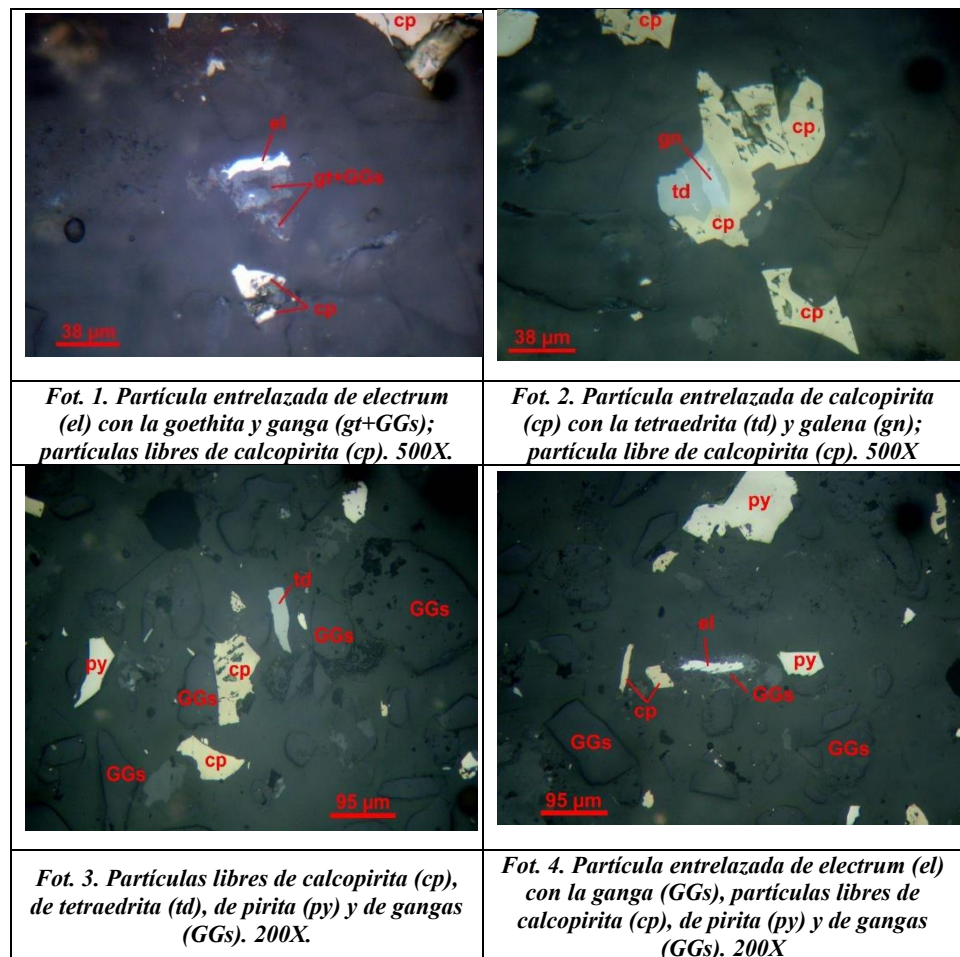 cp
el
gt+GGs
cp
38 µm
cp
cp
gn
td
cp
cp
38 µm
Fot. 1. Partícula entrelazada de electrum
(el) con la goethita y ganga (gt+GGs);
partículas libres de calcopirita (cp). 500X.
Fot. 2. Partícula entrelazada de calcopirita
(cp) con la tetraedrita (td) y galena (gn);
partícula libre de calcopirita (cp). 500X
td
GGs
GGs
py
cp
GGs
cp
GGs
95 µm
py
el
py
cp
GGs
GGs
GGs
95 µm
Fot. 3. Partículas libres de calcopirita (cp),
de tetraedrita (td), de pirita (py) y de gangas
(GGs). 200X.
Fot. 4. Partícula entrelazada de electrum (el)
con la ganga (GGs), partículas libres de
calcopirita (cp), de pirita (py) y de gangas
(GGs). 200X